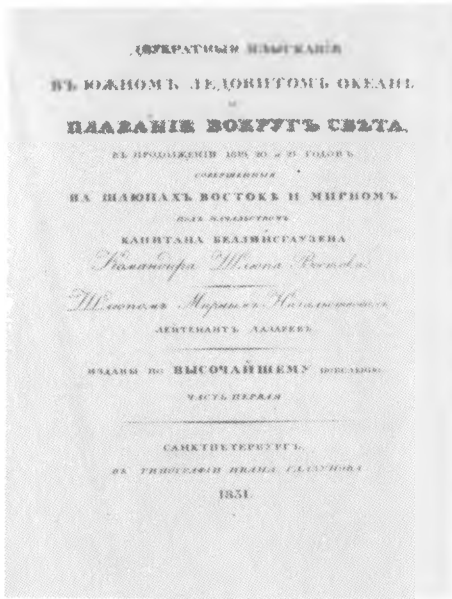 ДВУКРАТНЫЯ ИЗЫСКАНІЯ
ВЪ ЮЖНОМЪ ЛЕДОВИТОМЪ ОКЕАНѢ
И
ПЛАВАНІЕ ВОКРУГЪ СВѢТА,
ВЪ ПРОДОЛЖЕНІИ 1819, 20 и 21 ГОДОВЪ
СОВЕРШЕННЫЯ
НА ШЛЮПАХЪ ВОСТОКѢ И МИРНОМЪ
ПОДЪ НАЧАЛЬСТВОМЪ
КАПИТАНА БЕЛЛИНСГАУЗЕНА
Командира Шлюпа Востока
Шлюпомъ Мирнымъ Начальствовалъ
ЛЕЙТЕНАНТЪ ЛАЗАРЕВЪ
ИЗДАНЫ ПО ВЫСОЧАЙШЕМУ ПОВЕЛѢНІЮ
ЧАСТЬ ПЕРВАЯ
САНКТПЕТЕРБУРГЪ,
ВЪ ТИПОГРАФІИ ИВАНА ГЛАЗУНОВА
1831.